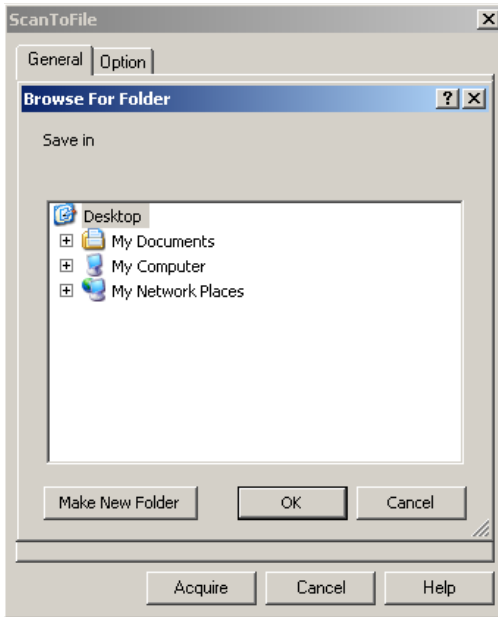 ScanToFile
General Option
Browse For Folder
Save in
Desktop
My Documents
My Computer
My Network Places
Make New Folder OK Cancel
Acquire Cancel Help